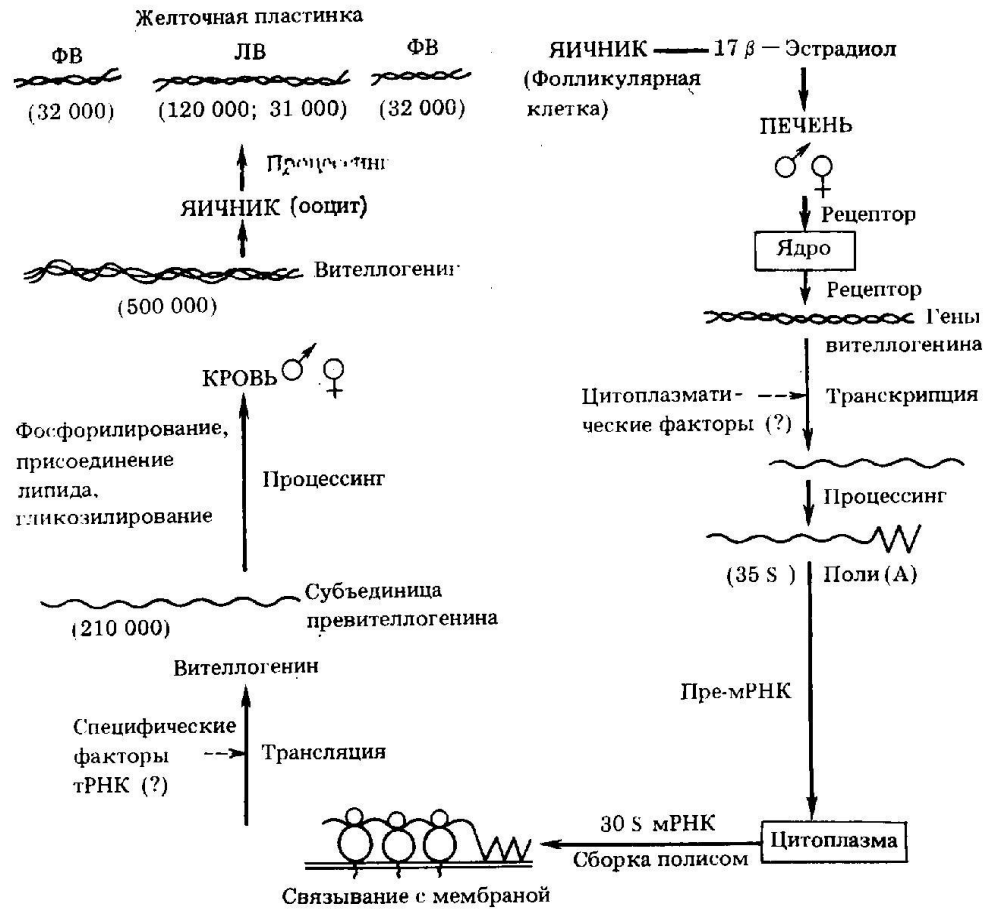 Желточная пластинка
ФВ
ЛВ
ФВ
(32 000)
(120 000; 31 000)
(32 000)
Процессинг
ЯИЧНИК (ооцит)
Вителлогенин
(500 000)
КРОВЬ
Фосфорилирование,
присоединение
липида,
гликозилирование
Процессинг
Субъединица
превителлогенина
(210 000)
Вителлогенин
Специфические
факторы
тРНК (?)
Трансляция
Связывание с мембраной
ЯИЧНИК
17 β — Эстрадиол
(Фолликулярная
клетка)
ПЕЧЕНЬ
Рецептор
Ядро
Рецептор
Гены
вителлогенина
Цитоплазмати-
ческие факторы (?)
Транскрипция
Процессинг
(35 S ) Поли (А)
Пре-мРНК
Цитоплазма
30 S мРНК
Сборка полисом